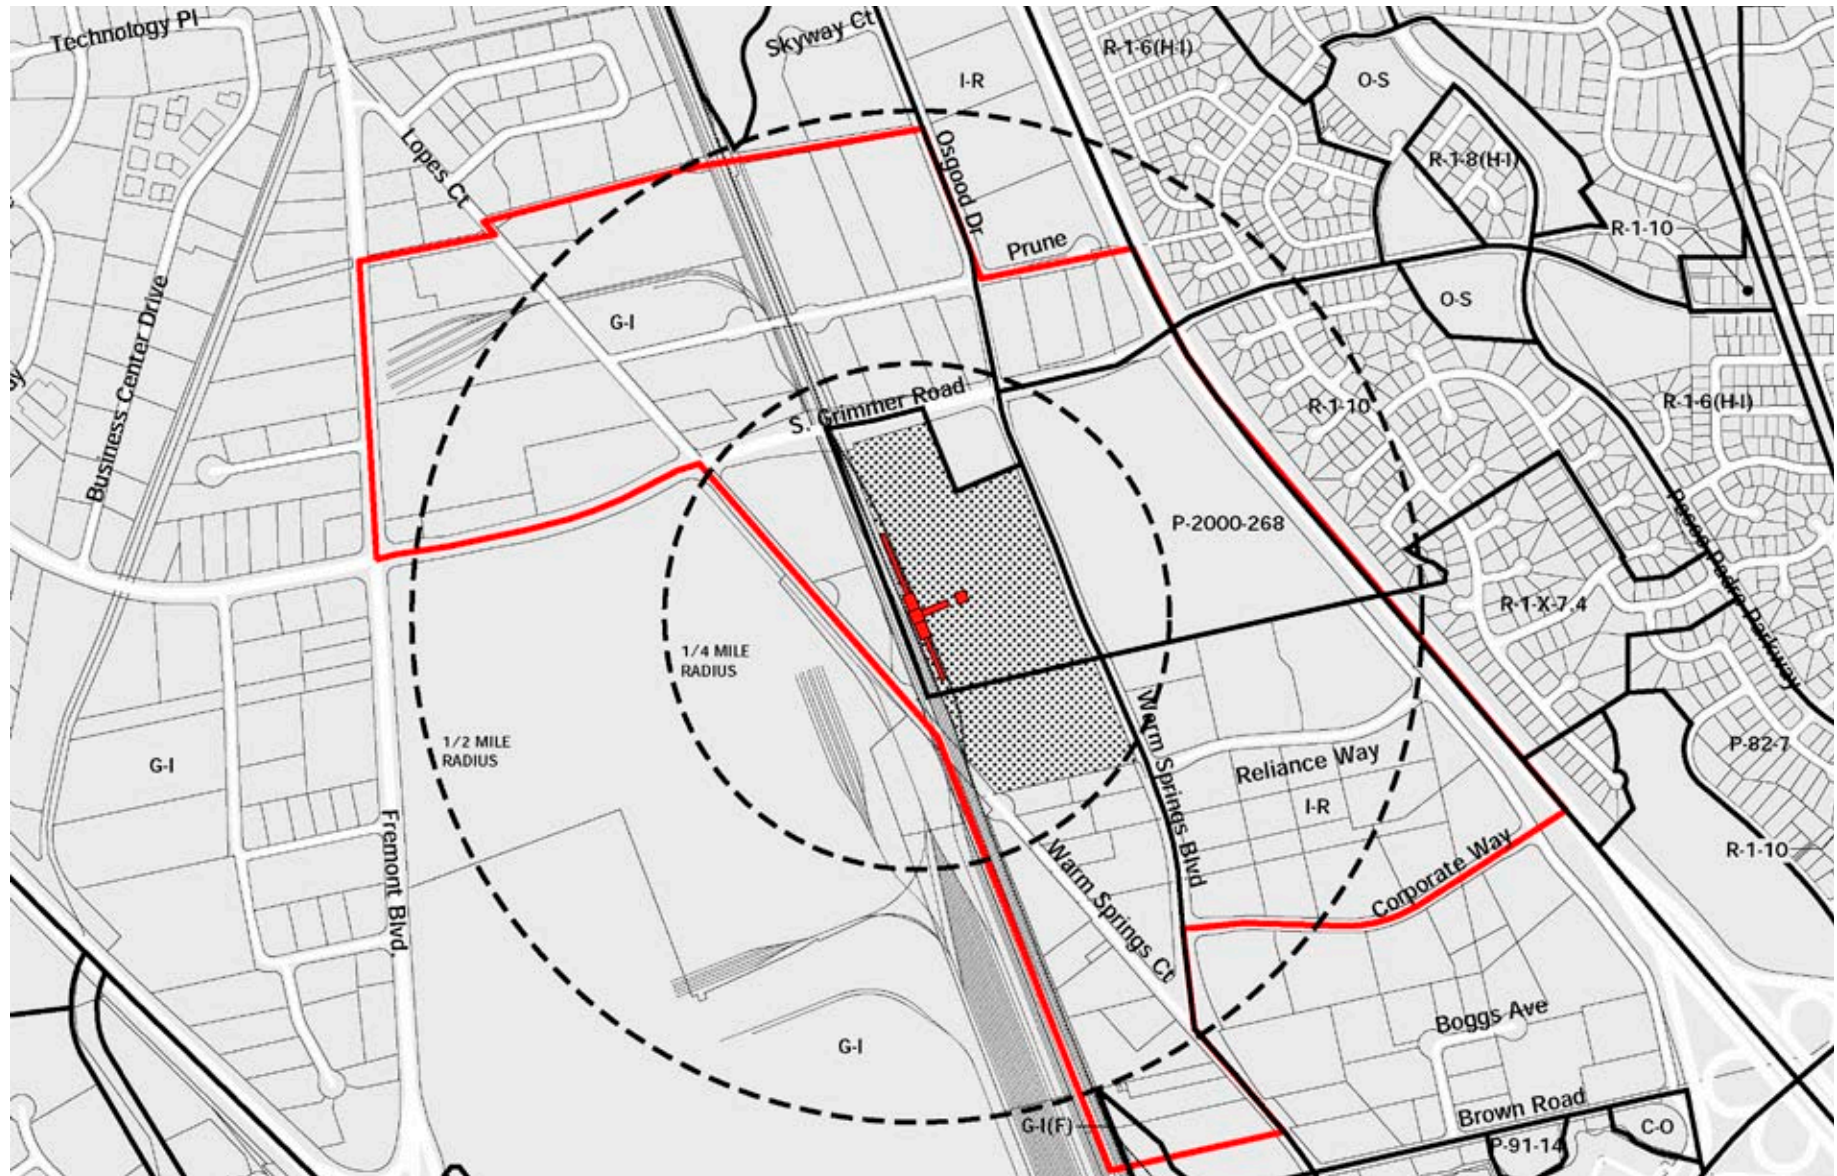 Technology Pl
Skyway Ct
R-1-6(H-I)
I-R
O-S
Lopes Ct
Osgood Dr
R-1-8(H-I)
R-1-10
Prune
O-S
Business Center Drive
G-I
S. Grimmer Road
R-1-10
R-1-6(H-I)
P-2000-268
Paseo Padre Parkway
R-1-X-7.4
1/4 MILE
RADIUS
1/2 MILE
RADIUS
G-I
Warm Springs Blvd
Reliance Way
P-82-7
I-R
Fremont Blvd.
Warm Springs Ct
Corporate Way
R-1-10
G-I
Boggs Ave
G-I(F)
Brown Road
P-91-14
C-O